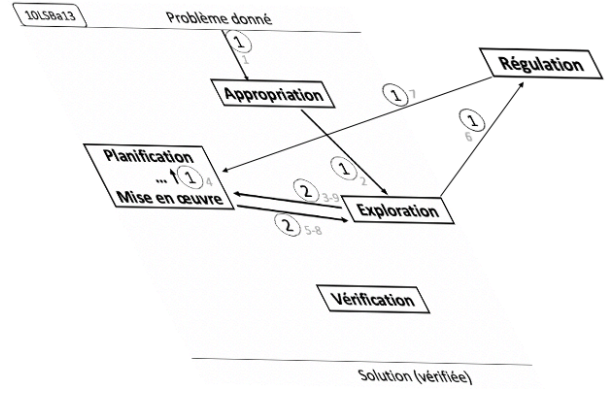 10LSBa13
Problème donné
1
1
Régulation
Appropriation
1 7
1
6
Planification
... 1 4
Mise en œuvre
1 2
2 3-9
Exploration
2 5-8
Vérification
Solution (vérifiée)